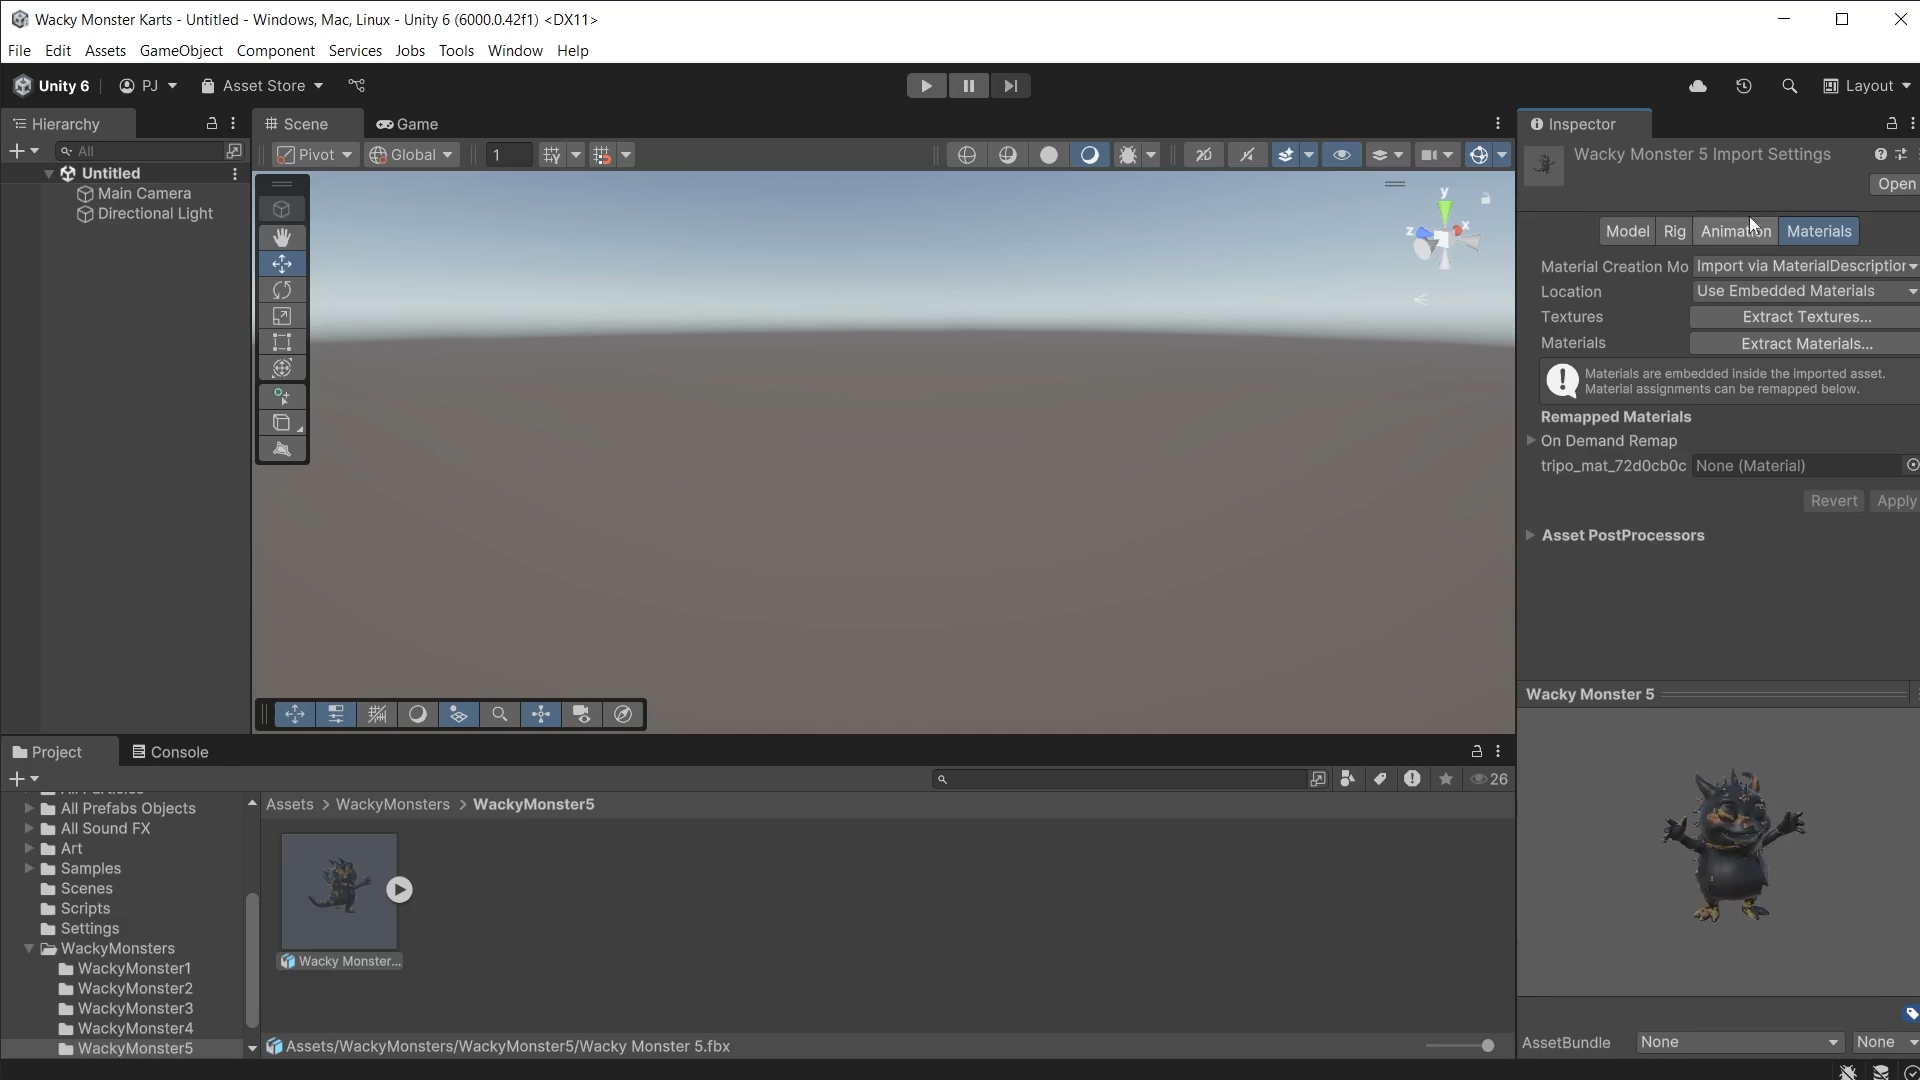 Wacky Monster Karts - Untitled - Windows, Mac, Linux - Unity 6 (6000.0.42f1) <DX11>
File Edit Assets GameObject Component Services Jobs Tools Window Help
Unity 6 PJ Asset Store Layout
Hierarchy
All
Untitled
Main Camera
Directional Light
Scene Game
Pivot Global 1 2D
y
x
z
Inspector
Wacky Monster 5 Import Settings
Open
Model Rig Animation Materials
Material Creation Mo Import via MaterialDescription
Location Use Embedded Materials
Textures Extract Textures...
Materials Extract Materials...
Materials are embedded inside the imported asset.
Material assignments can be remapped below.
Remapped Materials
On Demand Remap
tripo_mat_72d0cb0c None (Material)
Revert Apply
Asset PostProcessors
Wacky Monster 5
AssetBundle None None
Project Console
26
All Prefabs Objects
All Sound FX
Art
Samples
Scenes
Scripts
Settings
WackyMonsters
WackyMonster1
WackyMonster2
WackyMonster3
WackyMonster4
WackyMonster5
Assets > WackyMonsters > WackyMonster5
Wacky Monster...
Assets/WackyMonsters/WackyMonster5/Wacky Monster 5.fbx